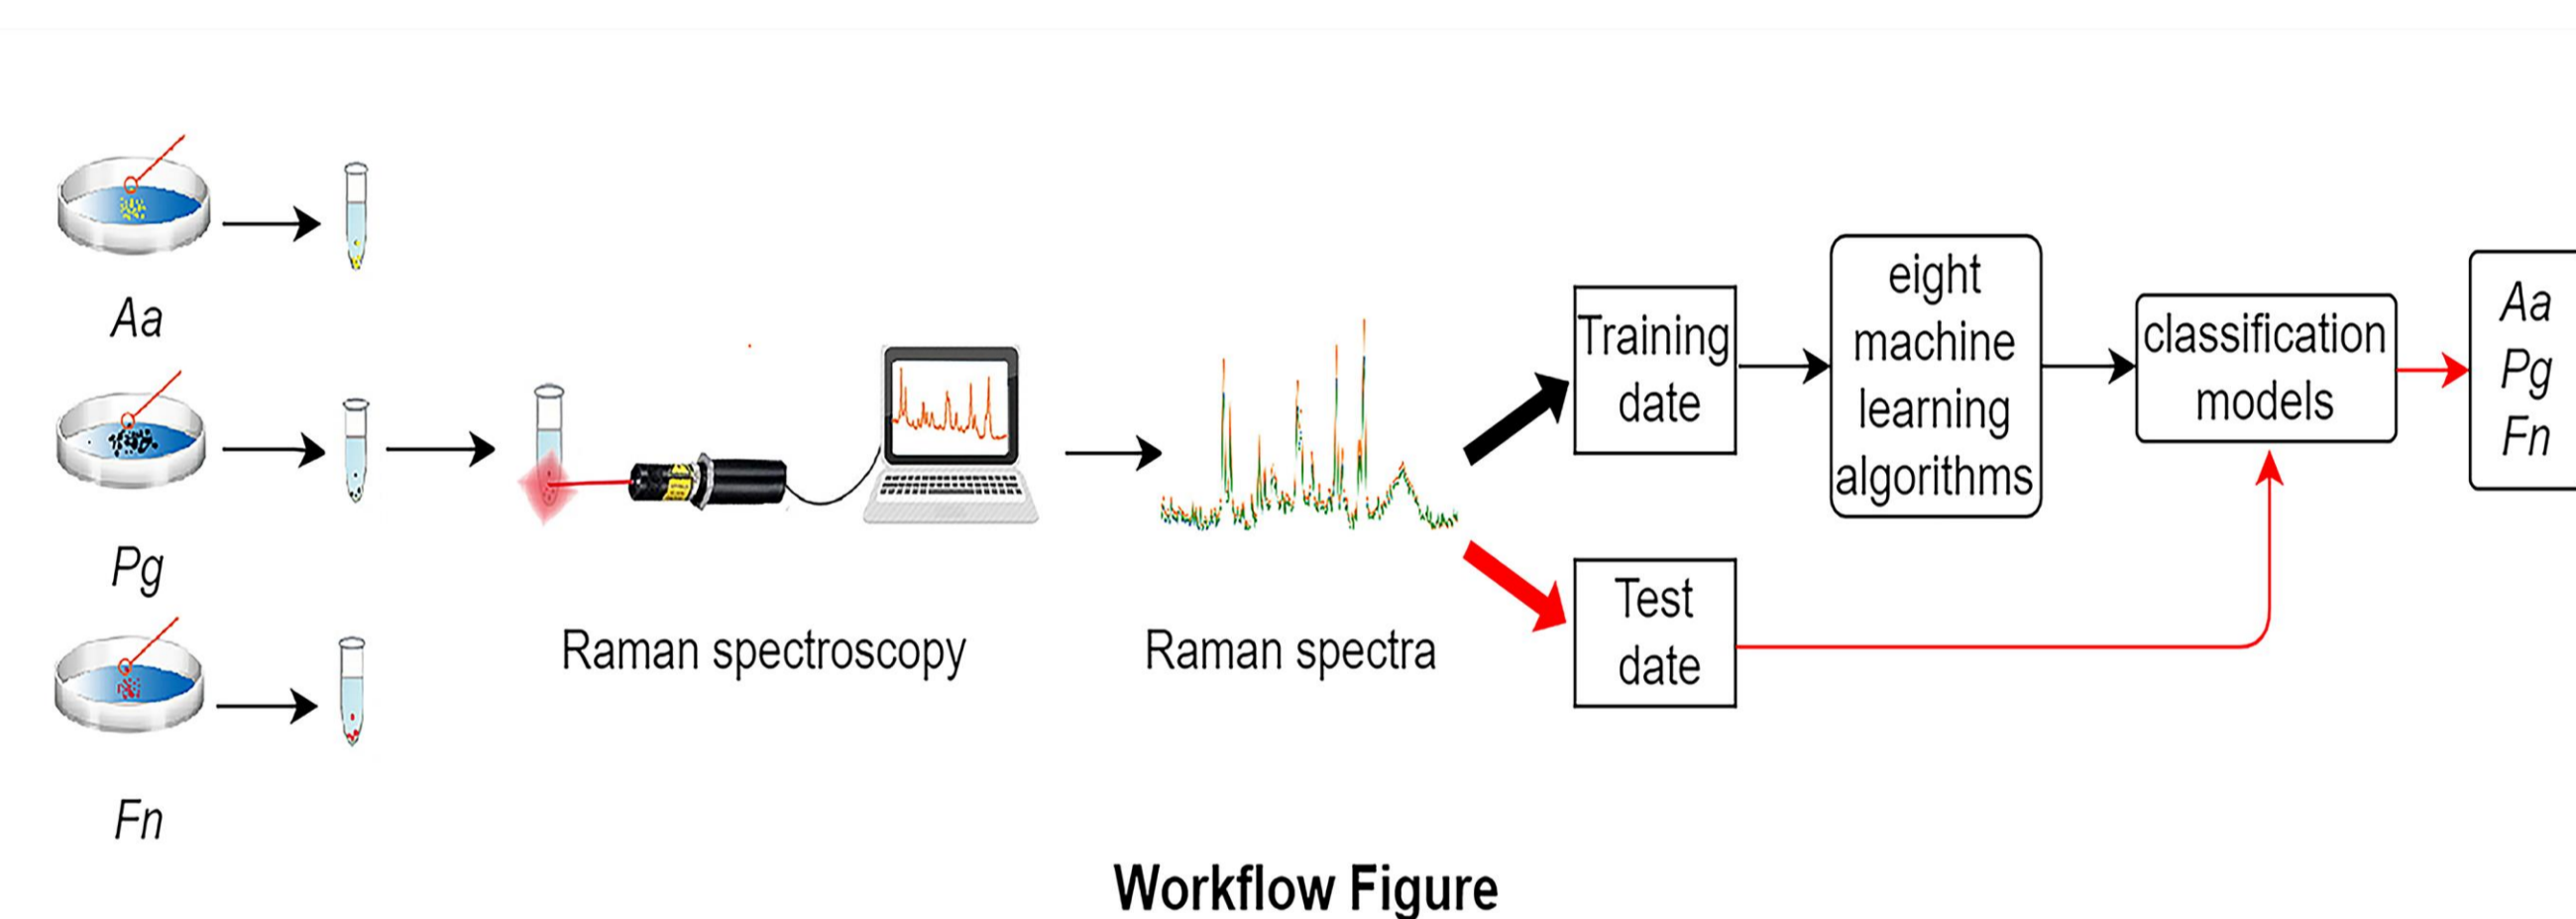 Aa
Pg
Fn
Raman spectroscopy
Raman spectra
Training
date
Test
date
eight
machine
learning
algorithms
classification
models
Aa
Pg
Fn
Workflow Figure